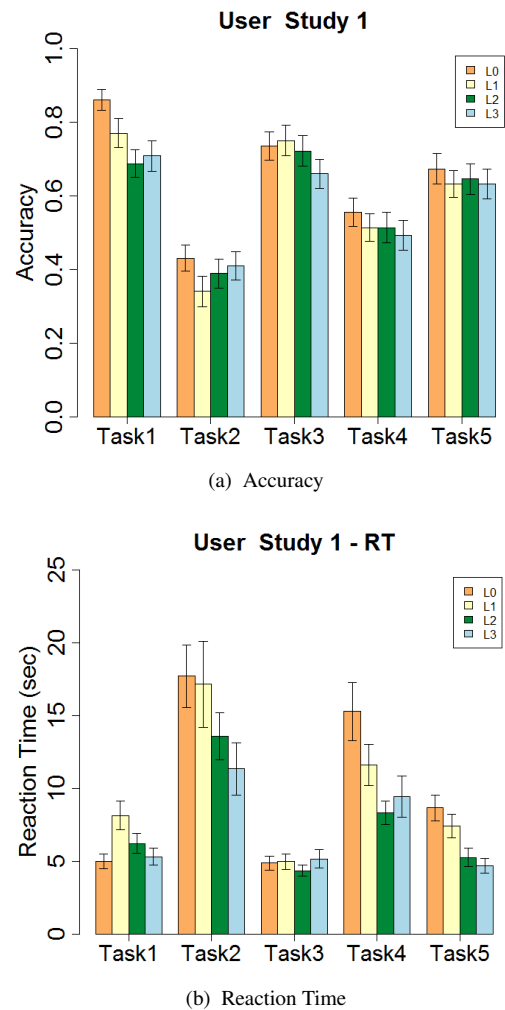 User Study 1
L0
L1
L2
L3
Accuracy
1.0
0.8
0.6
0.4
0.2
0.0
Task1 Task2 Task3 Task4 Task5
(a) Accuracy
User Study 1 - RT
L0
L1
L2
L3
Reaction Time (sec)
25
20
15
10
5
0
Task1 Task2 Task3 Task4 Task5
(b) Reaction Time